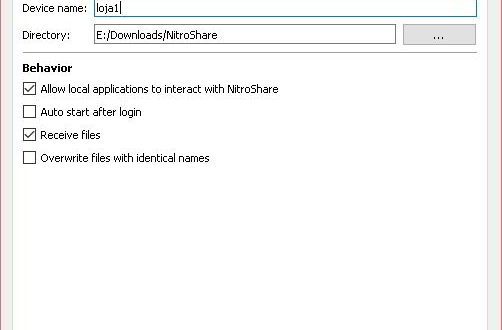 Device name: loja1
Directory: E:/Downloads/NitroShare ...
Behavior
Allow local applications to interact with NitroShare
Auto start after login
Receive files
Overwrite files with identical names